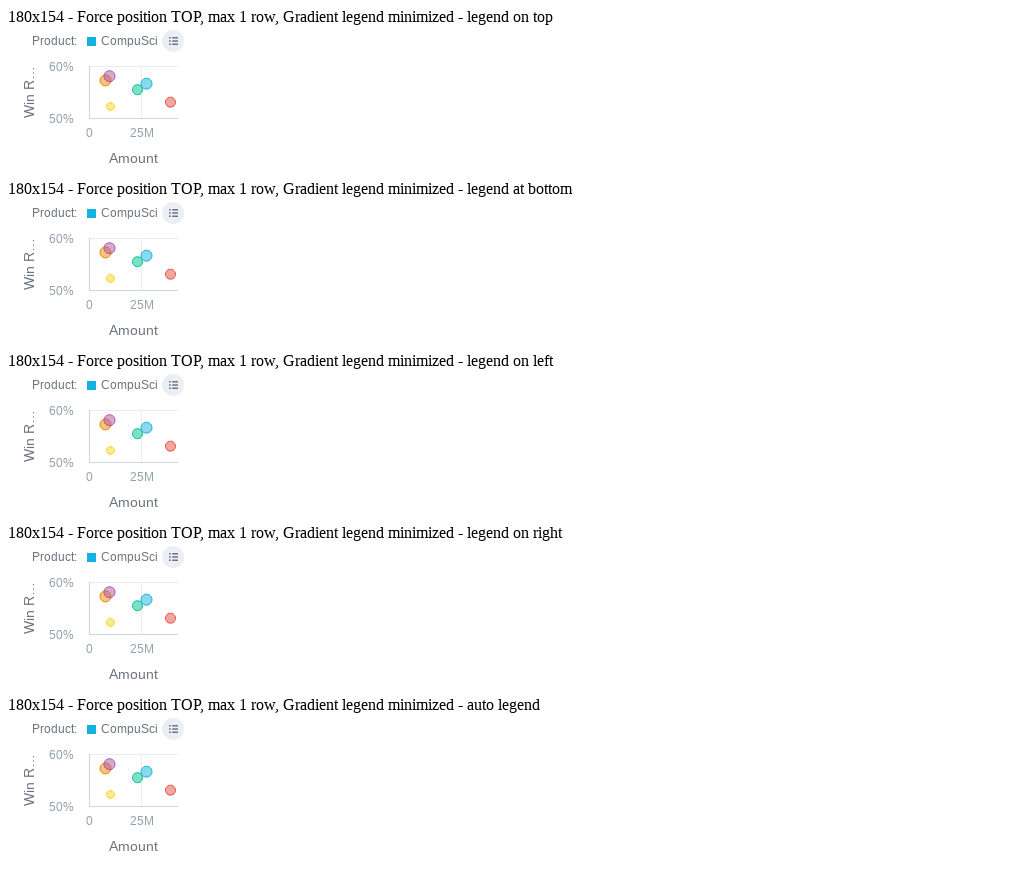 180x154 - Force position TOP, max 1 row, Gradient legend minimized - legend on top
Product: CompuSci
Win R...
60%
50%
0 25M
Amount
180x154 - Force position TOP, max 1 row, Gradient legend minimized - legend at bottom
Product: CompuSci
Win R...
60%
50%
0 25M
Amount
180x154 - Force position TOP, max 1 row, Gradient legend minimized - legend on left
Product: CompuSci
Win R...
60%
50%
0 25M
Amount
180x154 - Force position TOP, max 1 row, Gradient legend minimized - legend on right
Product: CompuSci
Win R...
60%
50%
0 25M
Amount
180x154 - Force position TOP, max 1 row, Gradient legend minimized - auto legend
Product: CompuSci
Win R...
60%
50%
0 25M
Amount